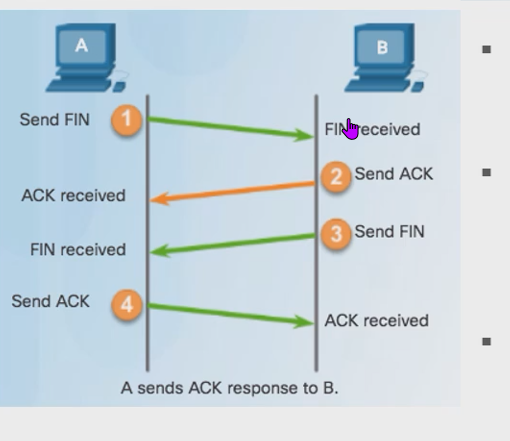 A
B
Send FIN
1
FIN received
2
Send ACK
ACK received
3
Send FIN
FIN received
Send ACK
4
ACK received
A sends ACK response to B.